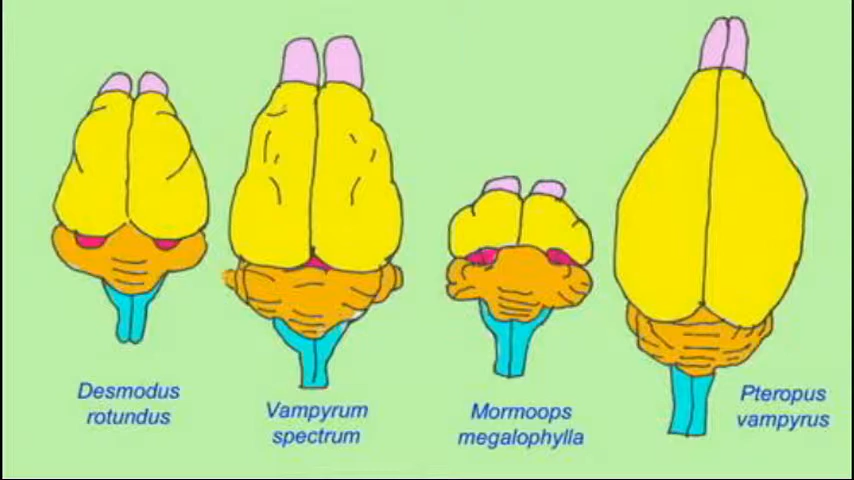 Desmodus
rotundus
Vampyrum
spectrum
Mormoops
megalophylla
Pteropus
vampyrus